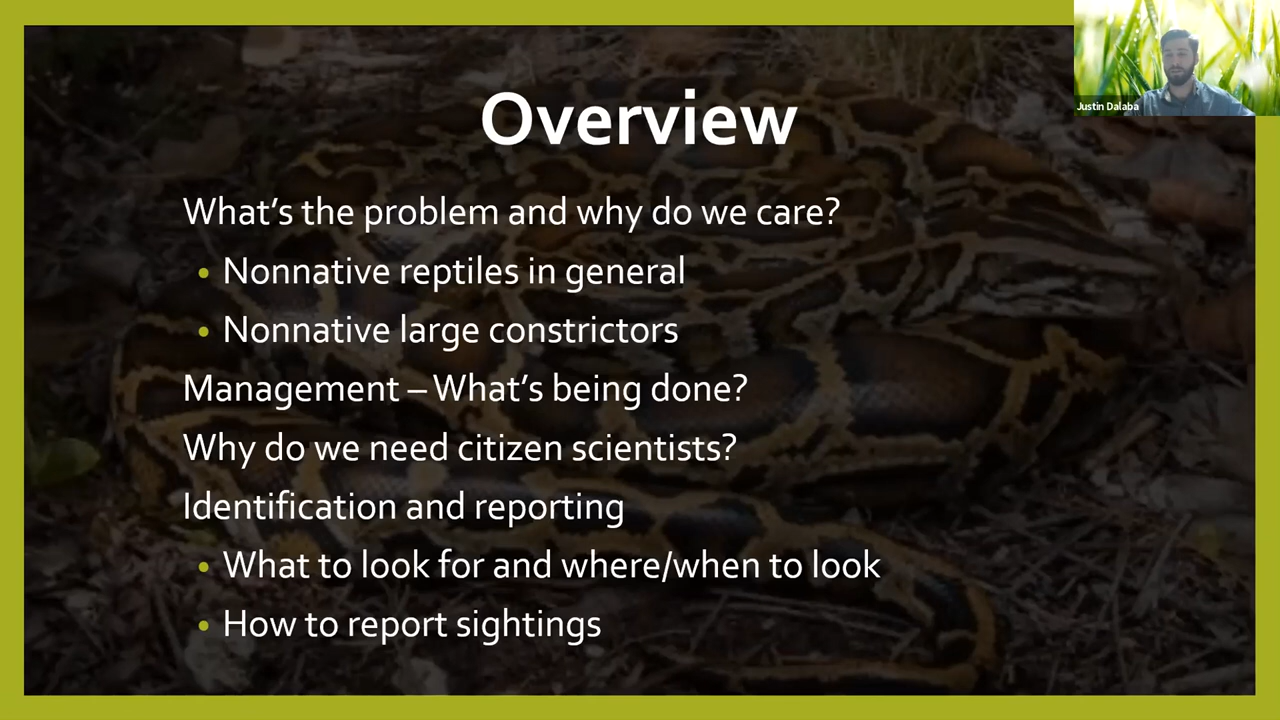 Justin Dalaba
Overview
What's the problem and why do we care?
• Nonnative reptiles in general
• Nonnative large constrictors
Management – What's being done?
Why do we need citizen scientists?
Identification and reporting
• What to look for and where/when to look
• How to report sightings